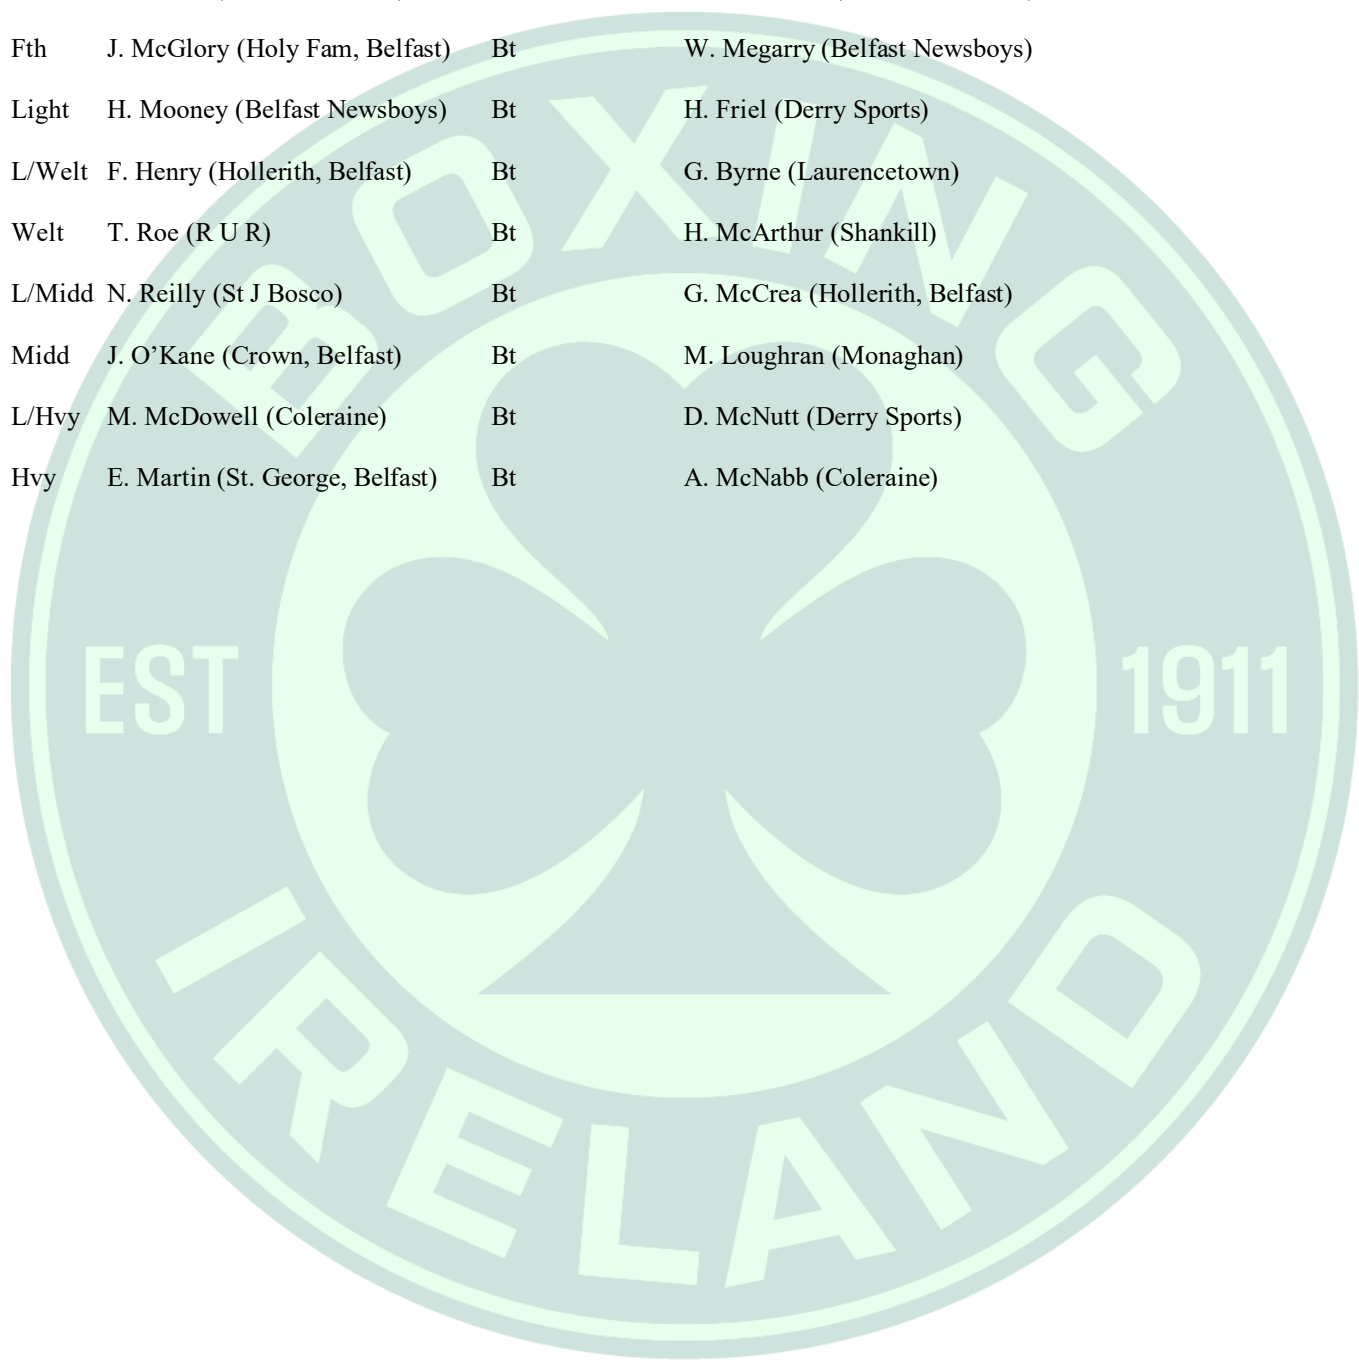 Fth J. McGlory (Holy Fam, Belfast) Bt W. Megarry (Belfast Newsboys)
Light H. Mooney (Belfast Newsboys) Bt H. Friel (Derry Sports)
L/Welt F. Henry (Hollerith, Belfast) Bt G. Byrne (Laurencetown)
Welt T. Roe (R U R) Bt H. McArthur (Shankill)
L/Midd N. Reilly (St J Bosco) Bt G. McCrea (Hollerith, Belfast)
Midd J. O’Kane (Crown, Belfast) Bt M. Loughran (Monaghan)
L/Hvy M. McDowell (Coleraine) Bt D. McNutt (Derry Sports)
Hvy E. Martin (St. George, Belfast) Bt A. McNabb (Coleraine)
BOXING
EST 1911
IRELAND